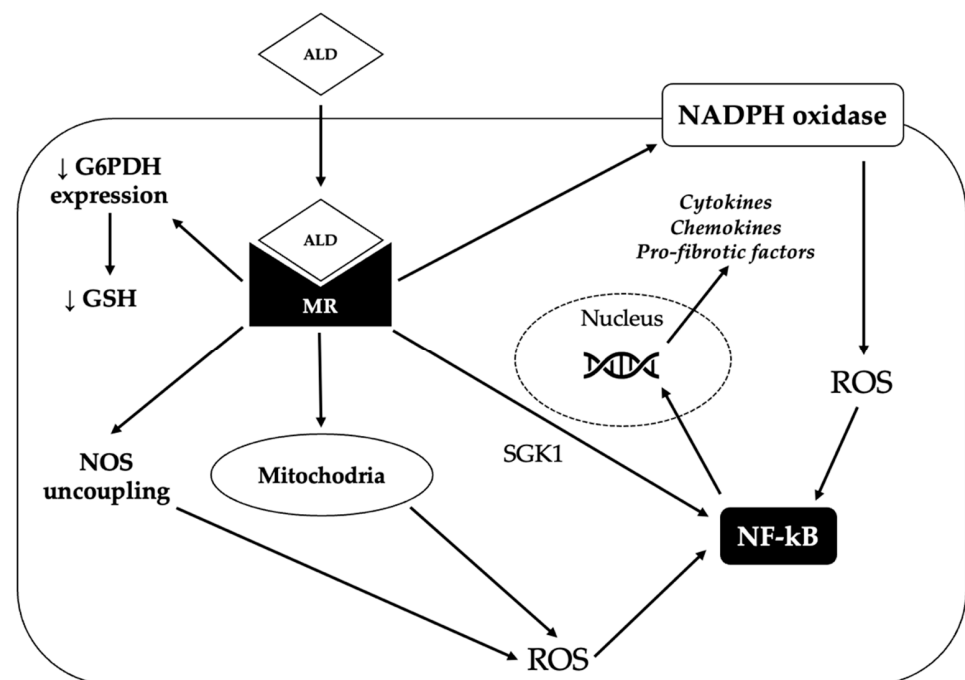 ALD
NADPH oxidase
↓ G6PDH
expression
Cytokines
Chemokines
Pro-fibrotic factors
ALD
↓ GSH
MR
Nucleus
ROS
SGK1
NOS
uncoupling
Mitochodria
NF-kB
ROS